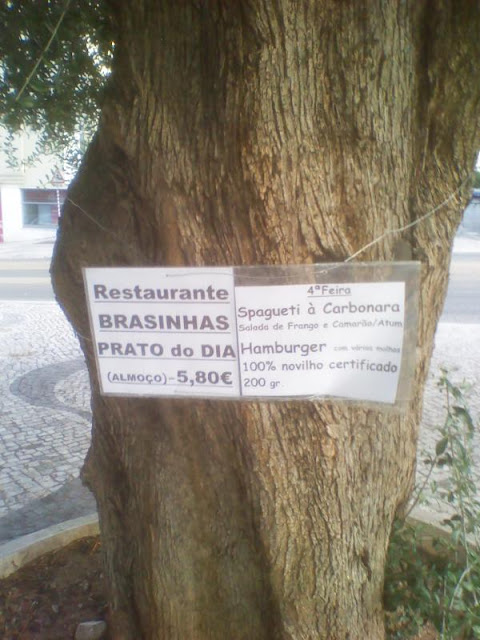 Restaurante
BRASINHAS
PRATO do DIA
(ALMOÇO)-5,80€
4ªFeira
Spagueti à Carbonara
Salada de Frango e Camarão/Atum
Hamburger com vários molhos
100% novilho certificado
200 gr.